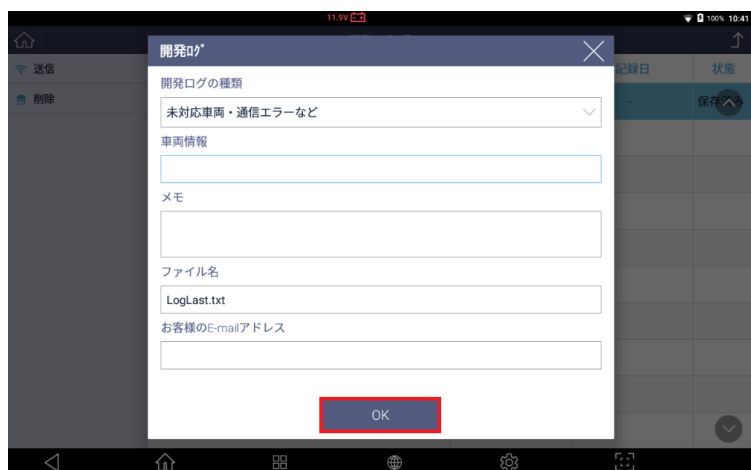 11.9V
100% 10:41
開発ﾛｸﾞ
送信
記録日
状態
削除
-
保存済み
開発ログの種類
未対応車両・通信エラーなど
車両情報
メモ
ファイル名
LogLast.txt
お客様のE-mailアドレス
OK